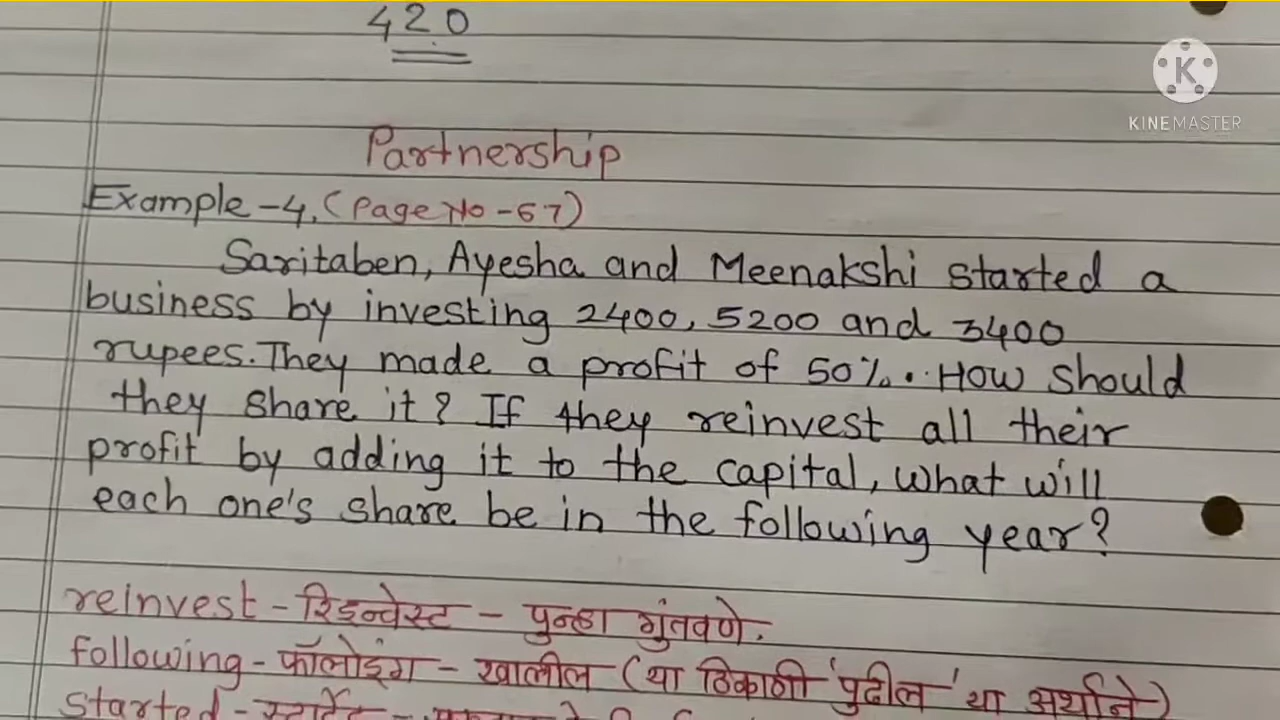 420
KINEMASTER
Partnership
Example-4. (Page No-67)
Saritaben, Ayesha and Meenakshi started a
business by investing 2400, 5200 and 3400
rupees. They made a profit of 50%. How should
they share it? If they reinvest all their
profit by adding it to the capital, what will
each one's share be in the following year?
reinvest - रिइन्वेस्ट - पुन्हा गुंतवणे.
following - फॉलोइंग - खालील (या ठिकाणी 'पुढील' या अर्थाने)
Started - स्टार्टेड -